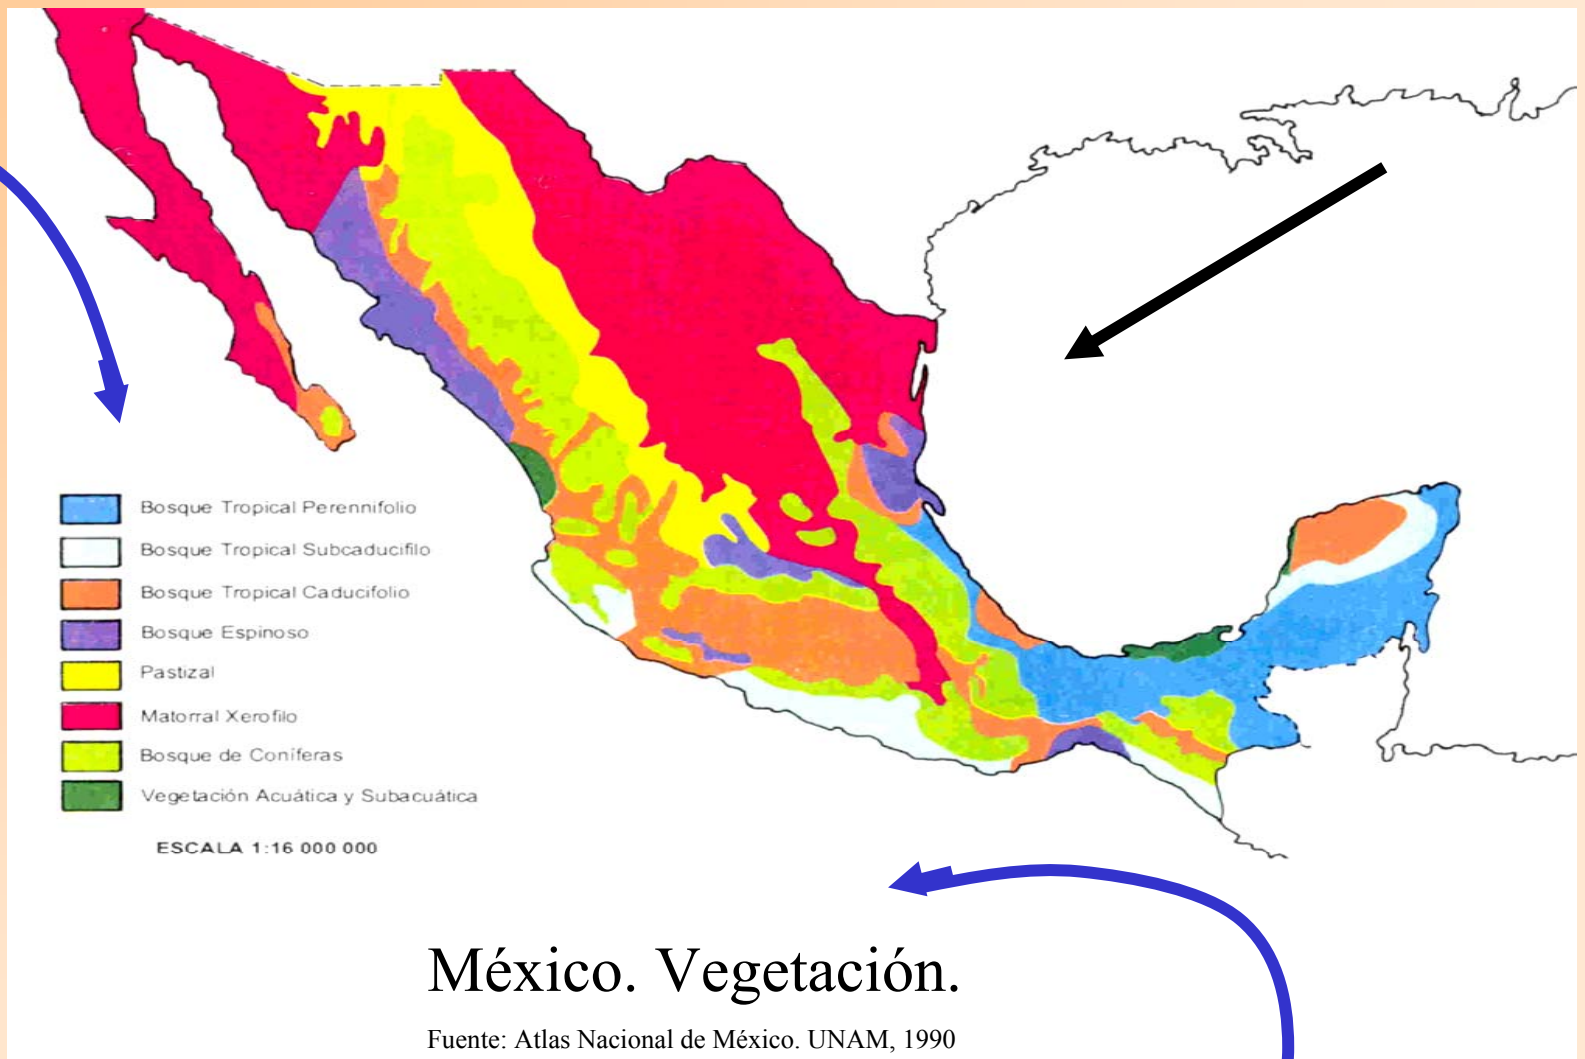 Bosque Tropical Perennifolio
Bosque Tropical Subcaducifilo
Bosque Tropical Caducifolio
Bosque Espinoso
Pastizal
Matorral Xerofilo
Bosque de Coníferas
Vegetación Acuática y Subacuática
ESCALA 1:16 000 000
México. Vegetación.
Fuente: Atlas Nacional de México. UNAM, 1990